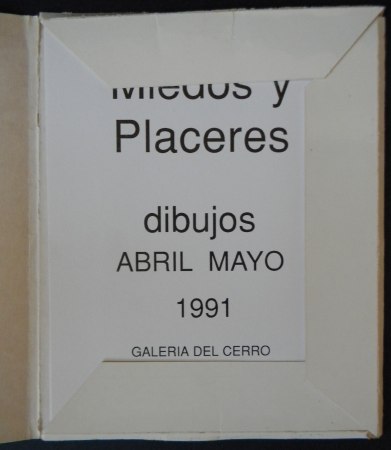 Miedos y
Placeres
dibujos
ABRIL MAYO
1991
GALERIA DEL CERRO